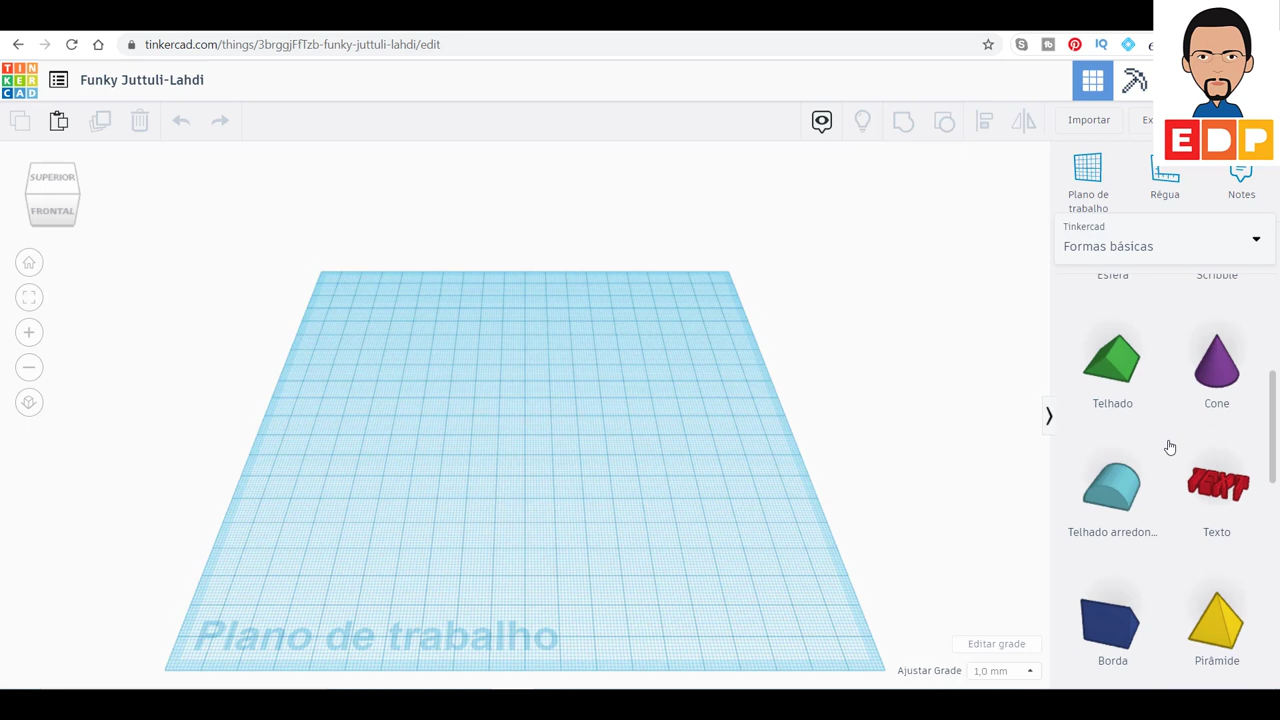 tinkercad.com/things/3brggjFfTzb-funky-juttuli-lahdi/edit
TIN
KER
CAD
Funky Juttuli-Lahdi
EDP
Importar
SUPERIOR
FRONTAL
Plano de
trabalho
Régua
Notes
Tinkercad
Formas básicas
Esfera
Scribble
Telhado
Cone
TEXT
Telhado arredon...
Texto
Borda
Pirâmide
Plano de trabalho
Editar grade
Ajustar Grade
1,0 mm